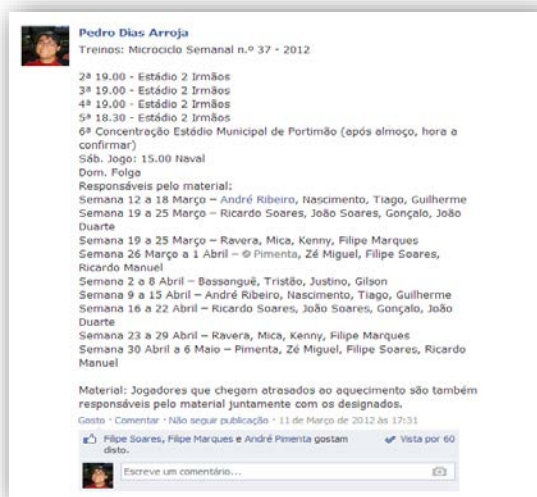 Pedro Dias Arroja
Treinos: Microciclo Semanal n.º 37 - 2012
2ª 19.00 - Estádio 2 Irmãos
3ª 19.00 - Estádio 2 Irmãos
4ª 19.00 - Estádio 2 Irmãos
5ª 18.30 - Estádio 2 Irmãos
6ª Concentração Estádio Municipal de Portimão (após almoço, hora a
confirmar)
Sáb. Jogo: 15.00 Naval
Dom. Folga
Responsáveis pelo material:
Semana 12 a 18 Março – André Ribeiro, Nascimento, Tiago, Guilherme
Semana 19 a 25 Março – Ricardo Soares, João Soares, Gonçalo, João
Duarte
Semana 19 a 25 Março – Ravera, Mica, Kenny, Filipe Marques
Semana 26 Março a 1 Abril – Pimenta, Zé Miguel, Filipe Soares,
Ricardo Manuel
Semana 2 a 8 Abril – Bassanguê, Tristão, Justino, Gilson
Semana 9 a 15 Abril – André Ribeiro, Nascimento, Tiago, Guilherme
Semana 16 a 22 Abril – Ricardo Soares, João Soares, Gonçalo, João
Duarte
Semana 23 a 29 Abril – Ravera, Mica, Kenny, Filipe Marques
Semana 30 Abril a 6 Maio – Pimenta, Zé Miguel, Filipe Soares, Ricardo
Manuel
Material: Jogadores que chegam atrasados ao aquecimento são também
responsáveis pelo material juntamente com os designados.
Gosto · Comentar · Não seguir publicação · 11 de Março de 2012 às 17:31
Filipe Soares, Filipe Marques e André Pimenta gostam
disto.
Vista por 60
Escreve um comentário...